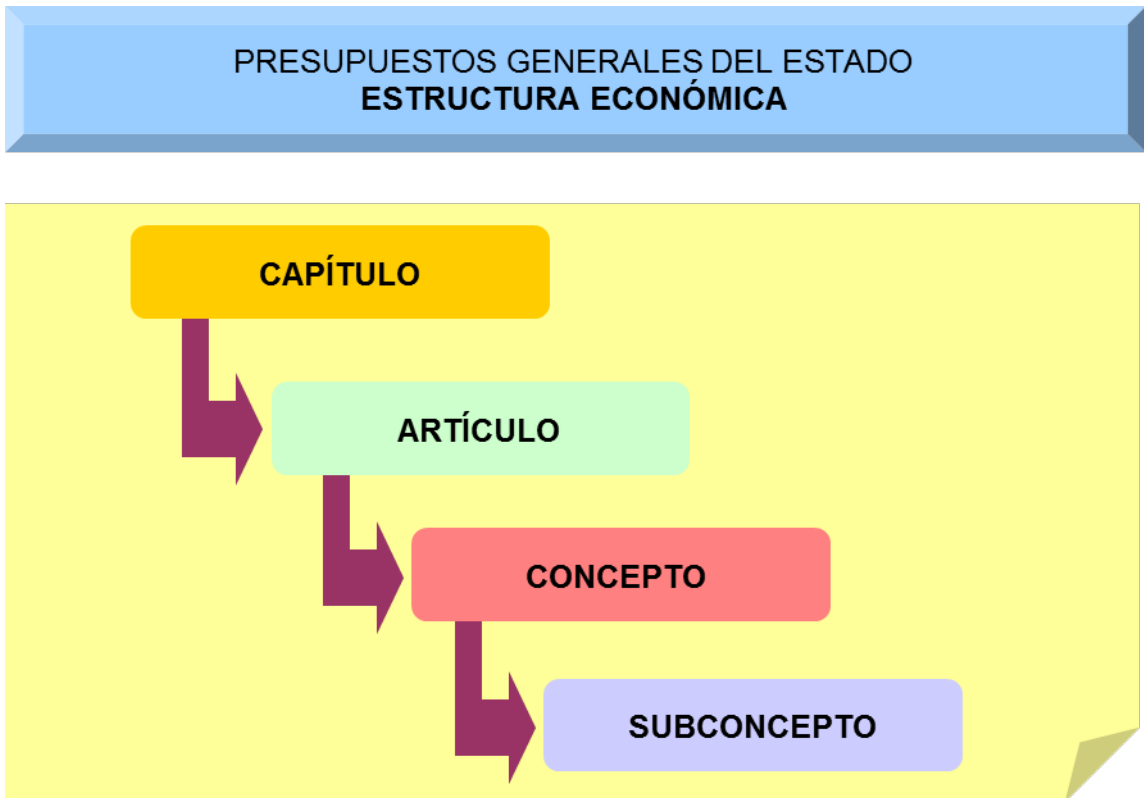 PRESUPUESTOS GENERALES DEL ESTADO
ESTRUCTURA ECONÓMICA
CAPÍTULO
ARTÍCULO
CONCEPTO
SUBCONCEPTO